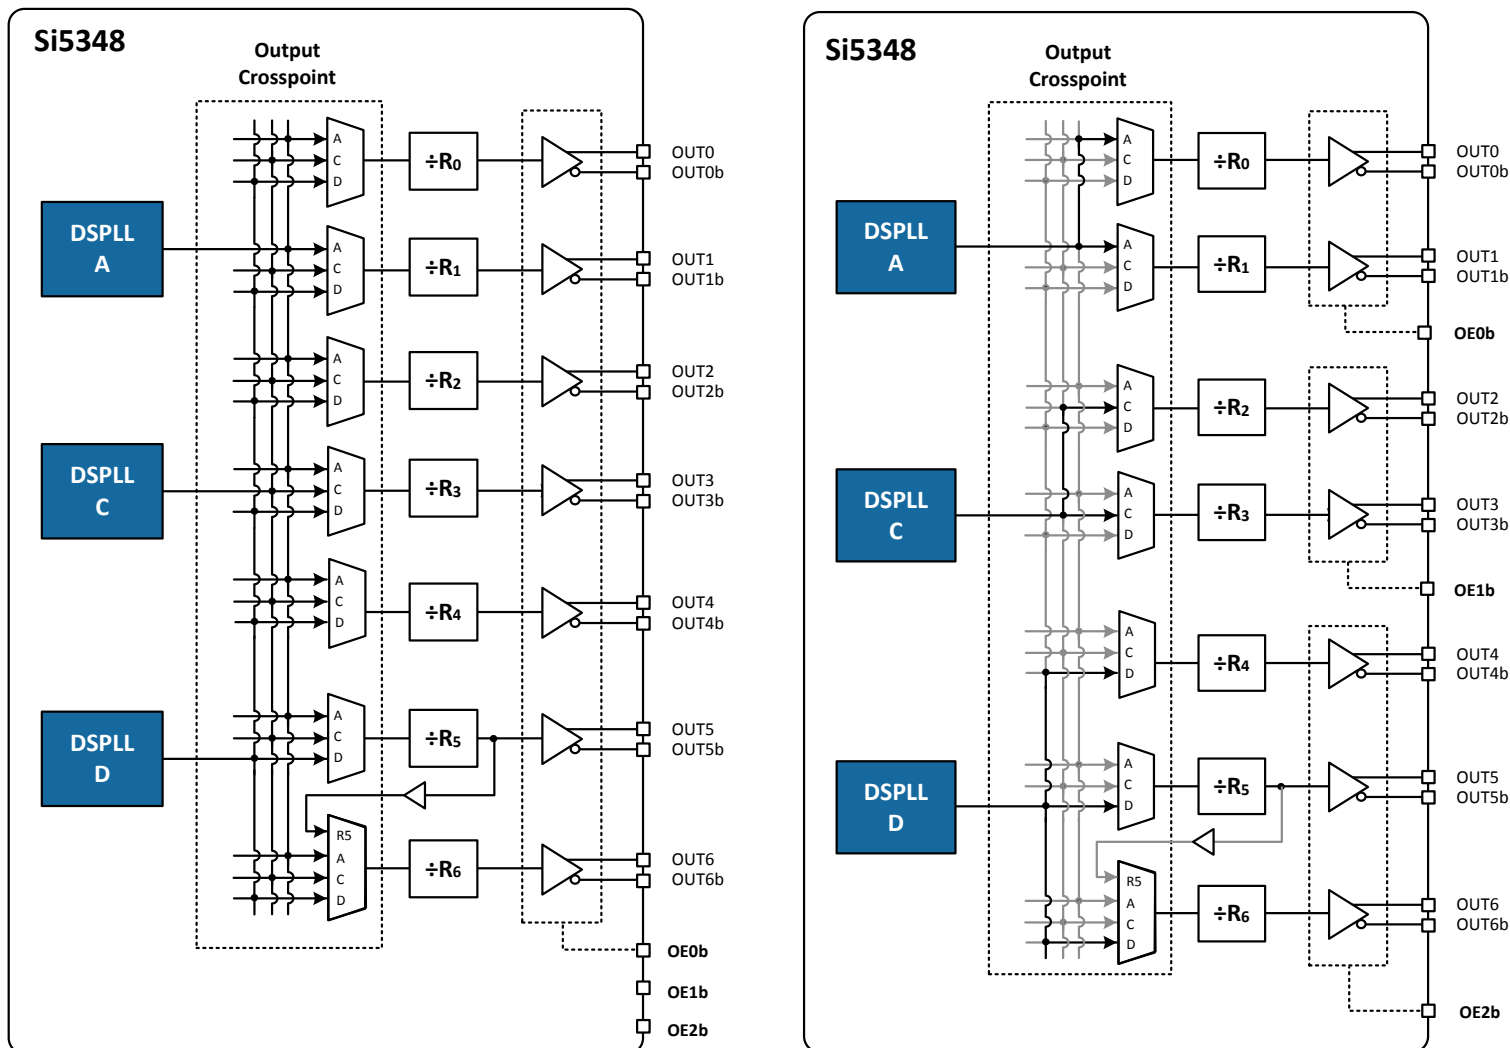 Si5348
Output
Crosspoint
A
C
D
÷R0
OUT0
OUT0b
DSPLL
A
A
C
D
÷R1
OUT1
OUT1b
A
C
D
÷R2
OUT2
OUT2b
DSPLL
C
A
C
D
÷R3
OUT3
OUT3b
A
C
D
÷R4
OUT4
OUT4b
DSPLL
D
A
C
D
÷R5
OUT5
OUT5b
R5
A
C
D
÷R6
OUT6
OUT6b
OE0b
OE1b
OE2b
Si5348
Output
Crosspoint
A
C
D
÷R0
OUT0
OUT0b
DSPLL
A
A
C
D
÷R1
OUT1
OUT1b
OE0b
A
C
D
÷R2
OUT2
OUT2b
DSPLL
C
A
C
D
÷R3
OUT3
OUT3b
OE1b
A
C
D
÷R4
OUT4
OUT4b
DSPLL
D
A
C
D
÷R5
OUT5
OUT5b
R5
A
C
D
÷R6
OUT6
OUT6b
OE2b